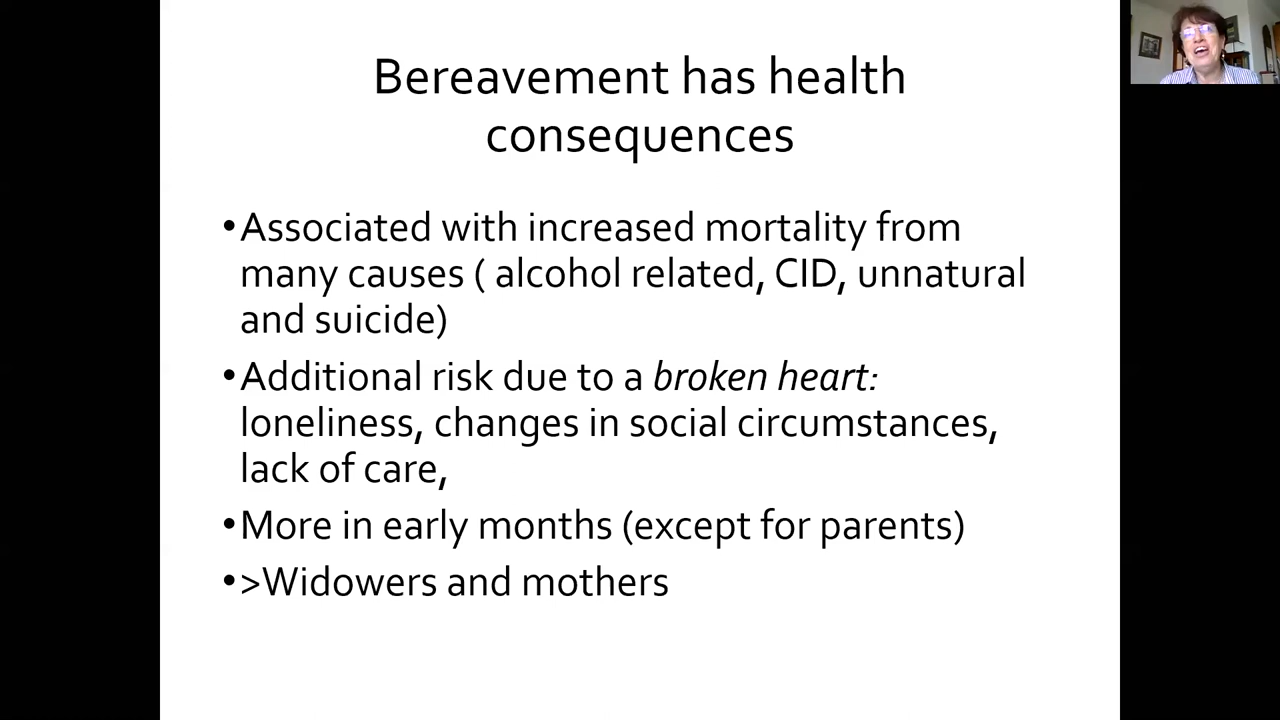 Bereavement has health
consequences
•Associated with increased mortality from
many causes ( alcohol related, CID, unnatural
and suicide)
•Additional risk due to a broken heart:
loneliness, changes in social circumstances,
lack of care,
•More in early months (except for parents)
•>Widowers and mothers